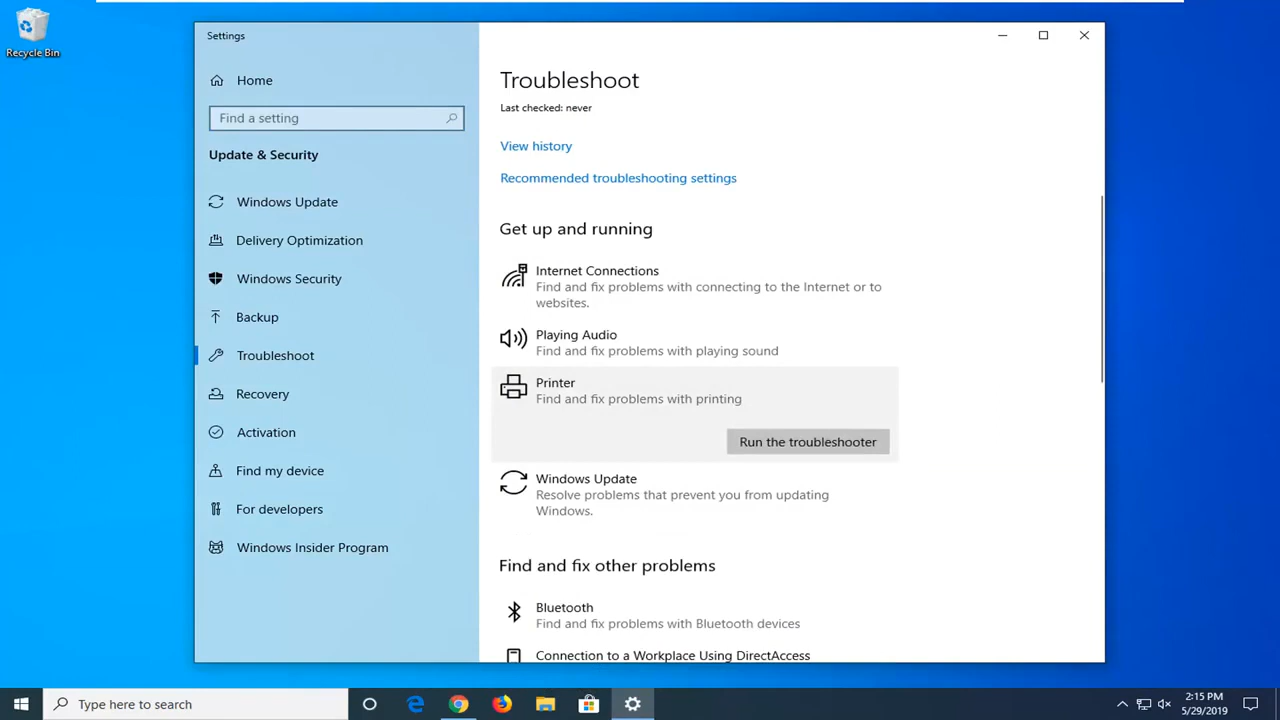 Recycle Bin
Settings
Home
Find a setting
Update & Security
Windows Update
Delivery Optimization
Windows Security
Backup
Troubleshoot
Recovery
Activation
Find my device
For developers
Windows Insider Program
Troubleshoot
Last checked: never
View history
Recommended troubleshooting settings
Get up and running
Internet Connections
Find and fix problems with connecting to the Internet or to
websites.
Playing Audio
Find and fix problems with playing sound
Printer
Find and fix problems with printing
Run the troubleshooter
Windows Update
Resolve problems that prevent you from updating
Windows.
Find and fix other problems
Bluetooth
Find and fix problems with Bluetooth devices
Connection to a Workplace Using DirectAccess
Type here to search
2:15 PM
5/29/2019